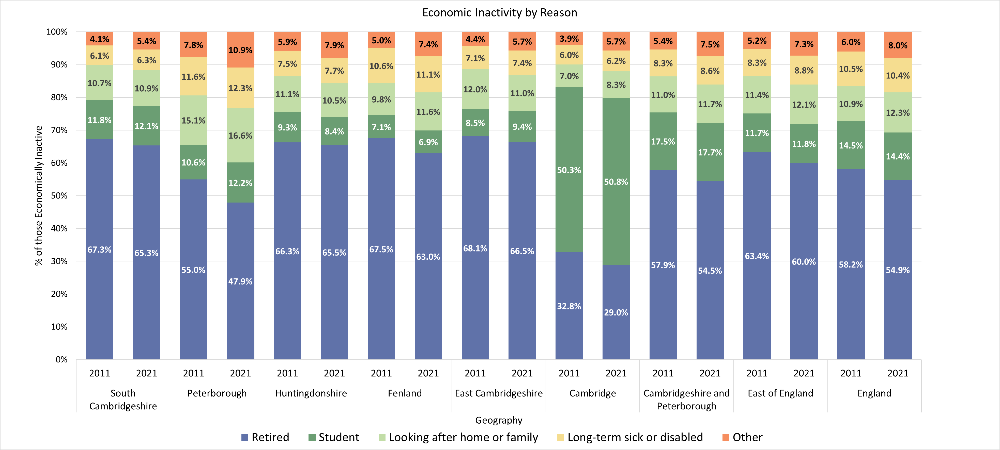 Economic Inactivity by Reason
% of those Economically Inactive
100%
90%
80%
70%
60%
50%
40%
30%
20%
10%
0%
4.1% 5.4% 7.8% 10.9% 5.9% 7.9% 5.0% 7.4% 4.4% 5.7% 3.9% 5.7% 5.4% 7.5% 5.2% 7.3% 6.0% 8.0%
6.1% 6.3% 11.6% 12.3% 7.5% 7.7% 10.6% 11.1% 7.1% 7.4% 6.0% 6.2% 8.3% 8.6% 8.3% 8.8% 10.5% 10.4%
10.7% 10.9% 15.1% 16.6% 11.1% 10.5% 9.8% 11.6% 12.0% 11.0% 7.0% 8.3% 11.0% 11.7% 11.4% 12.1% 10.9% 12.3%
11.8% 12.1% 10.6% 12.2% 9.3% 8.4% 7.1% 6.9% 8.5% 9.4% 50.3% 50.8% 17.5% 17.7% 11.7% 11.8% 14.5% 14.4%
67.3% 65.3% 55.0% 47.9% 66.3% 65.5% 67.5% 63.0% 68.1% 66.5% 32.8% 29.0% 57.9% 54.5% 63.4% 60.0% 58.2% 54.9%
2011 2021 2011 2021 2011 2021 2011 2021 2011 2021 2011 2021 2011 2021 2011 2021 2011 2021
South Peterborough Huntingdonshire Fenland East Cambridgeshire Cambridge Cambridgeshire and East of England England
Cambridgeshire Peterborough
Geography
Retired Student Looking after home or family Long-term sick or disabled Other